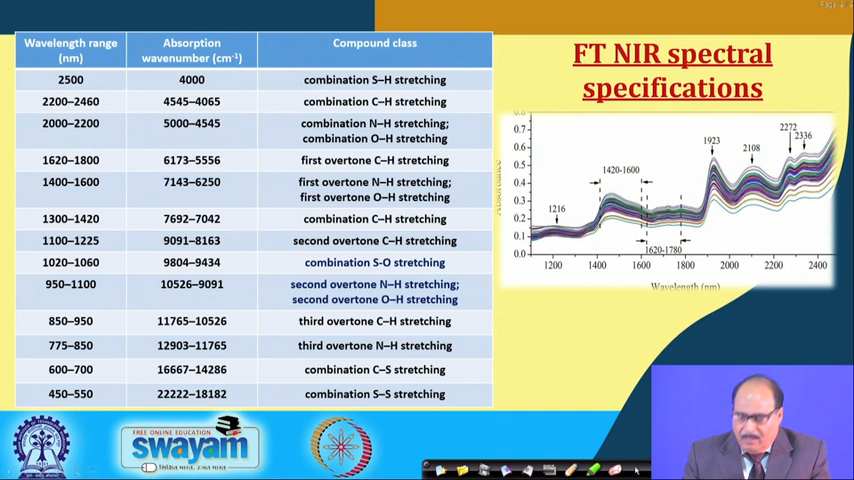 Wavelength range (nm) Absorption wavenumber (cm⁻¹) Compound class
2500 4000 combination S–H stretching
2200–2460 4545–4065 combination C–H stretching
2000–2200 5000–4545 combination N–H stretching; combination O–H stretching
1620–1800 6173–5556 first overtone C–H stretching
1400–1600 7143–6250 first overtone N–H stretching; first overtone O–H stretching
1300–1420 7692–7042 combination C–H stretching
1100–1225 9091–8163 second overtone C–H stretching
1020–1060 9804–9434 combination S-O stretching
950–1100 10526–9091 second overtone N–H stretching; second overtone O–H stretching
850–950 11765–10526 third overtone C–H stretching
775–850 12903–11765 third overtone N–H stretching
600–700 16667–14286 combination C–S stretching
450–550 22222–18182 combination S–S stretching
FT NIR spectral
specifications
0.8
0.7
0.6
0.5
0.4
0.3
0.2
0.1
0.0
1216
1420-1600
1620-1780
1923
2108
2272
2336
1200 1400 1600 1800 2000 2200 2400
Wavelength (nm)
FREE ONLINE EDUCATION
swayam